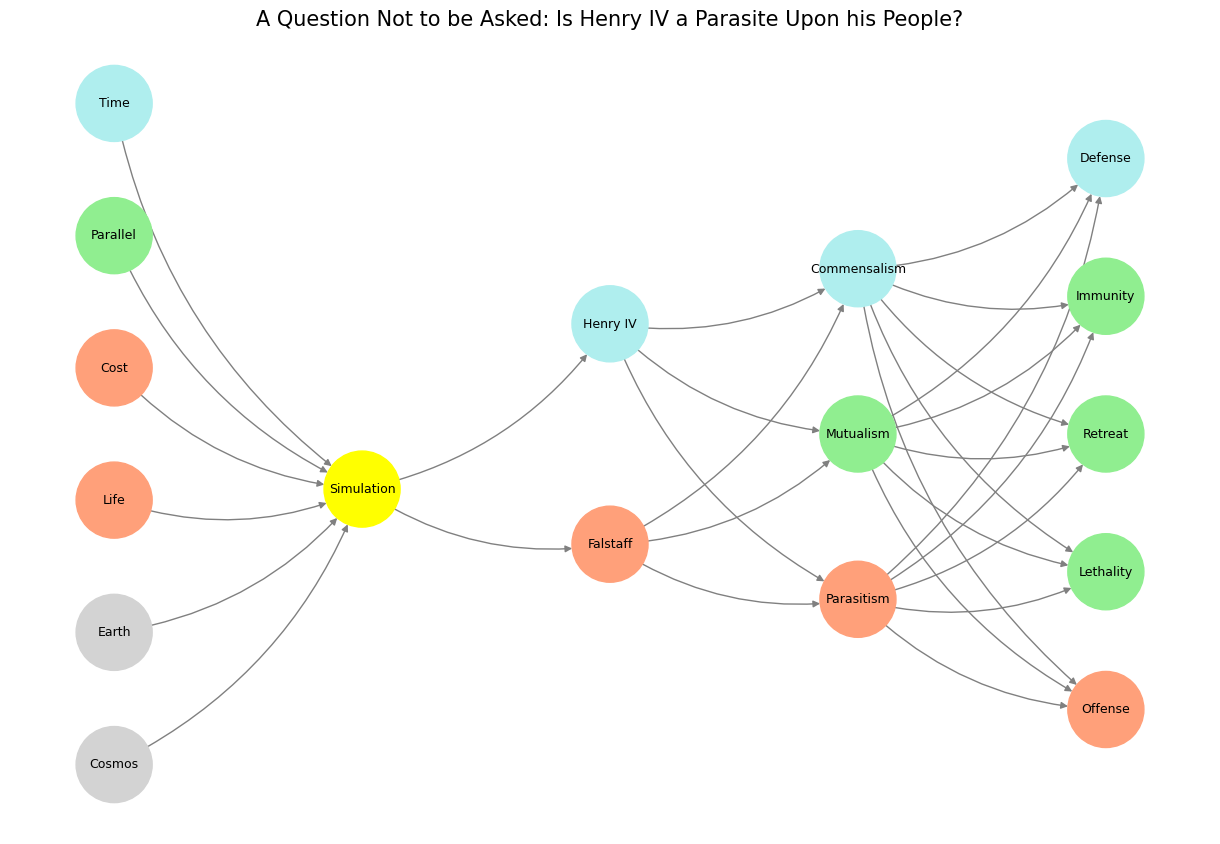 A Question Not to be Asked: Is Henry IV a Parasite Upon his People?
Time
Parallel
Cost
Life
Earth
Cosmos
Simulation
Henry IV
Falstaff
Commensalism
Mutualism
Parasitism
Defense
Immunity
Retreat
Lethality
Offense